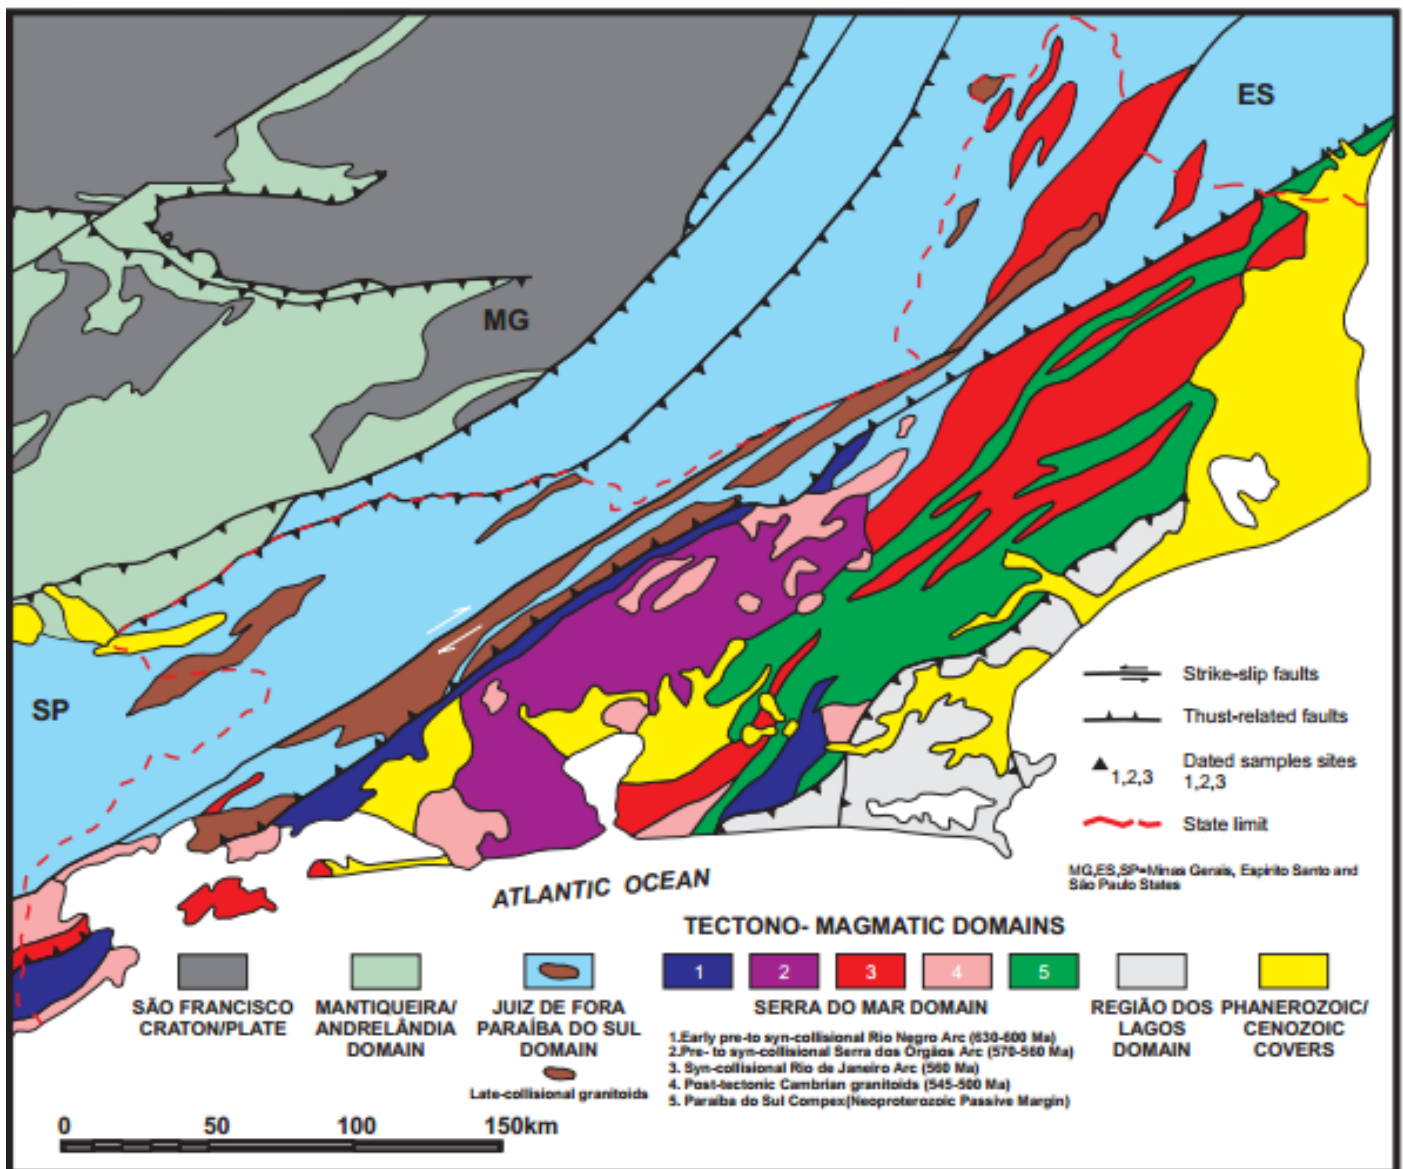 ES
MG
SP
Strike-slip faults
Thust-related faults
1,2,3
Dated samples sites
1,2,3
State limit
MG,ES,SP=Minas Gerais, Espirito Santo and
São Paulo States
ATLANTIC OCEAN
TECTONO- MAGMATIC DOMAINS
1 2 3 4 5
SÃO FRANCISCO
CRATON/PLATE
MANTIQUEIRA/
ANDRELÂNDIA
DOMAIN
JUIZ DE FORA
PARAÍBA DO SUL
DOMAIN
Late-collisional granitoids
SERRA DO MAR DOMAIN
1.Early pre-to syn-collisional Rio Negro Arc (630-600 Ma)
2.Pre- to syn-collisional Serra dos Órgãos Arc (570-560 Ma)
3. Syn-collisional Rio de Janeiro Arc (560 Ma)
4. Post-tectonic Cambrian granitoids (545-500 Ma)
5. Paraiba do Sul Compex(Neoproterozoic Passive Margin)
REGIÃO DOS
LAGOS
DOMAIN
PHANEROZOIC/
CENOZOIC
COVERS
0 50 100 150km